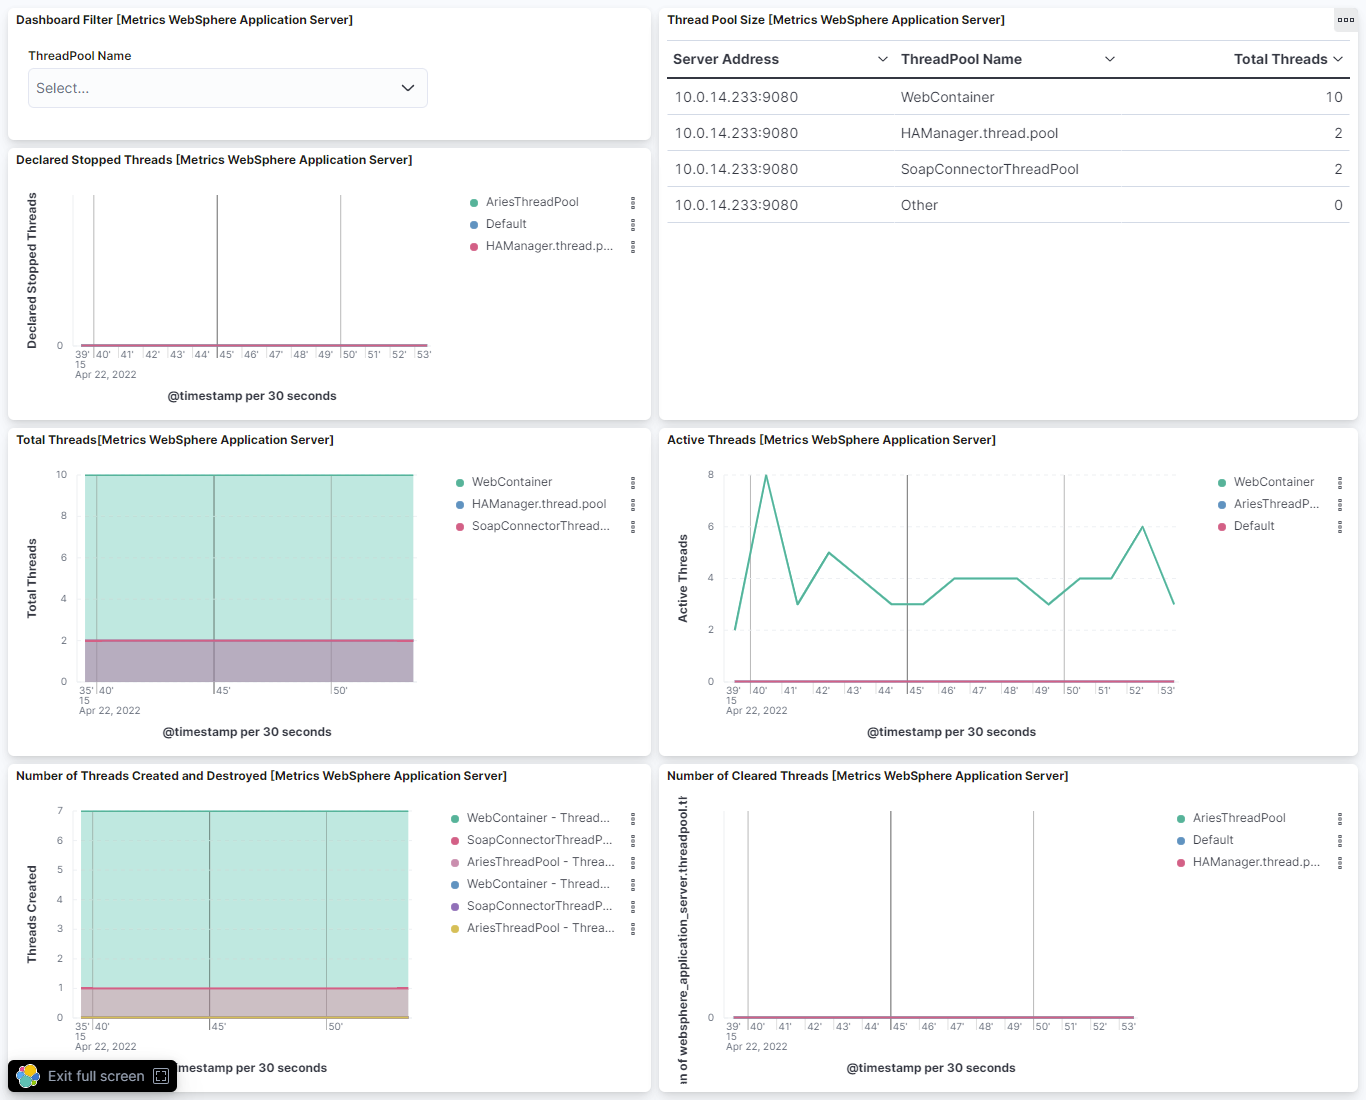 Dashboard Filter [Metrics WebSphere Application Server]
ThreadPool Name
Select...
Thread Pool Size [Metrics WebSphere Application Server]
Server Address ThreadPool Name Total Threads
10.0.14.233:9080 WebContainer 10
10.0.14.233:9080 HAManager.thread.pool 2
10.0.14.233:9080 SoapConnectorThreadPool 2
10.0.14.233:9080 Other 0
Declared Stopped Threads [Metrics WebSphere Application Server]
Declared Stopped Threads
0
39' 40' 41' 42' 43' 44' 45' 46' 47' 48' 49' 50' 51' 52' 53'
15
Apr 22, 2022
@timestamp per 30 seconds
AriesThreadPool
Default
HAManager.thread.p...
Total Threads[Metrics WebSphere Application Server]
Total Threads
10
8
6
4
2
0
35' 40' 45' 50'
15
Apr 22, 2022
@timestamp per 30 seconds
WebContainer
HAManager.thread.pool
SoapConnectorThread...
Active Threads [Metrics WebSphere Application Server]
Active Threads
8
6
4
2
0
39' 40' 41' 42' 43' 44' 45' 46' 47' 48' 49' 50' 51' 52' 53'
15
Apr 22, 2022
@timestamp per 30 seconds
WebContainer
AriesThreadP...
Default
Number of Threads Created and Destroyed [Metrics WebSphere Application Server]
Threads Created
7
6
5
4
3
2
1
0
35' 40' 45' 50'
15
Apr 22, 2022
mestamp per 30 seconds
WebContainer - Thread...
SoapConnectorThreadP...
AriesThreadPool - Threa...
WebContainer - Thread...
SoapConnectorThreadP...
AriesThreadPool - Threa...
Exit full screen
Number of Cleared Threads [Metrics WebSphere Application Server]
an of websphere_application_server.threadpool.th
0
39' 40' 41' 42' 43' 44' 45' 46' 47' 48' 49' 50' 51' 52' 53'
15
Apr 22, 2022
@timestamp per 30 seconds
AriesThreadPool
Default
HAManager.thread.p...